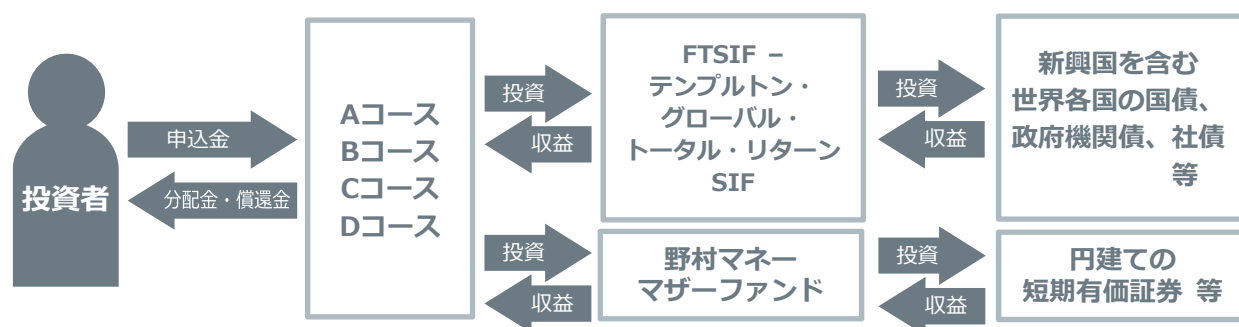 投資者
申込金
分配金・償還金
Aコース
Bコース
Cコース
Dコース
投資
収益
FTSIF –
テンプルトン・
グローバル・
トータル・リターン
SIF
投資
収益
新興国を含む
世界各国の国債、
政府機関債、社債
等
投資
収益
野村マネー
マザーファンド
投資
収益
円建ての
短期有価証券 等